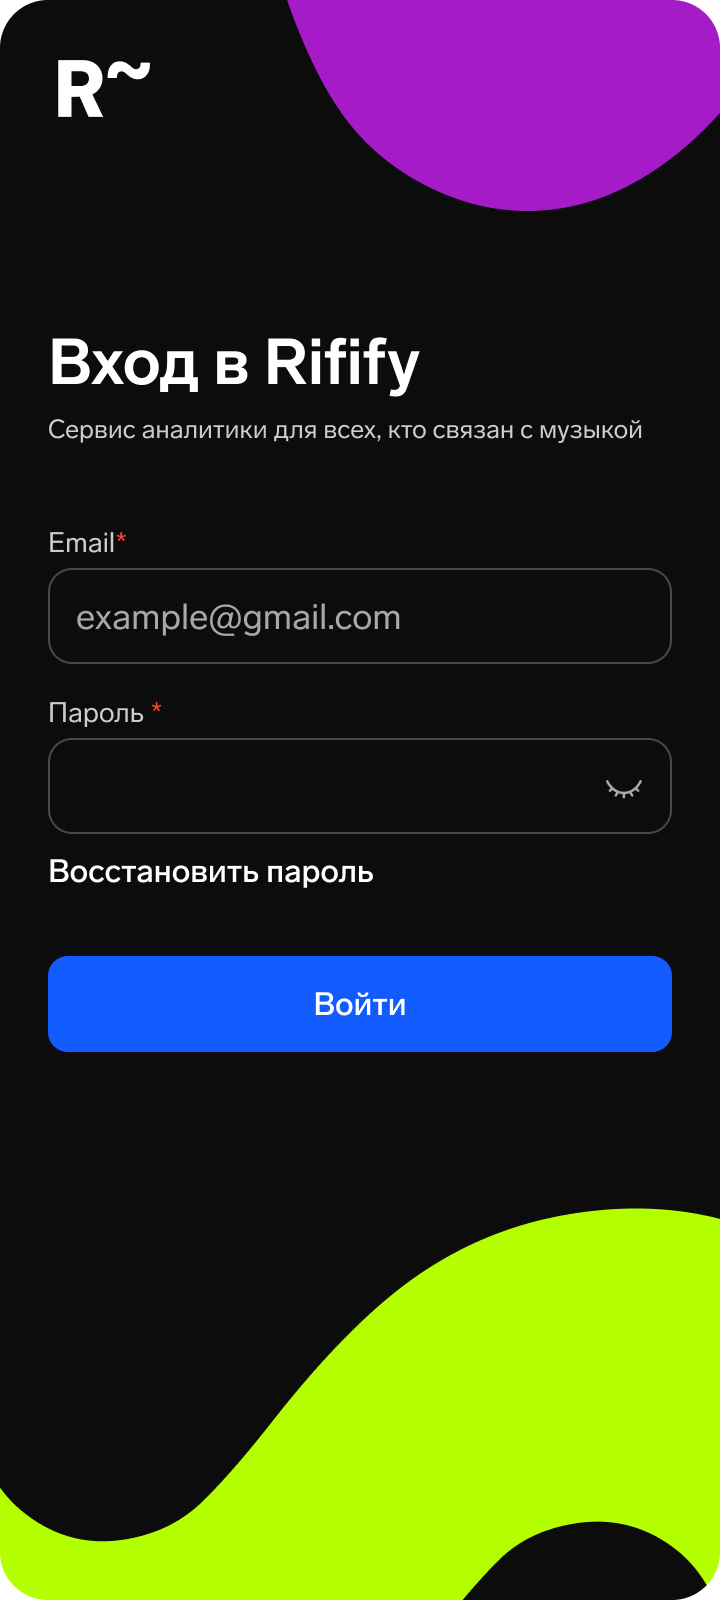 R~
Вход в Rifify
Сервис аналитики для всех, кто связан с музыкой
Email*
example@gmail.com
Пароль *
Восстановить пароль
Войти